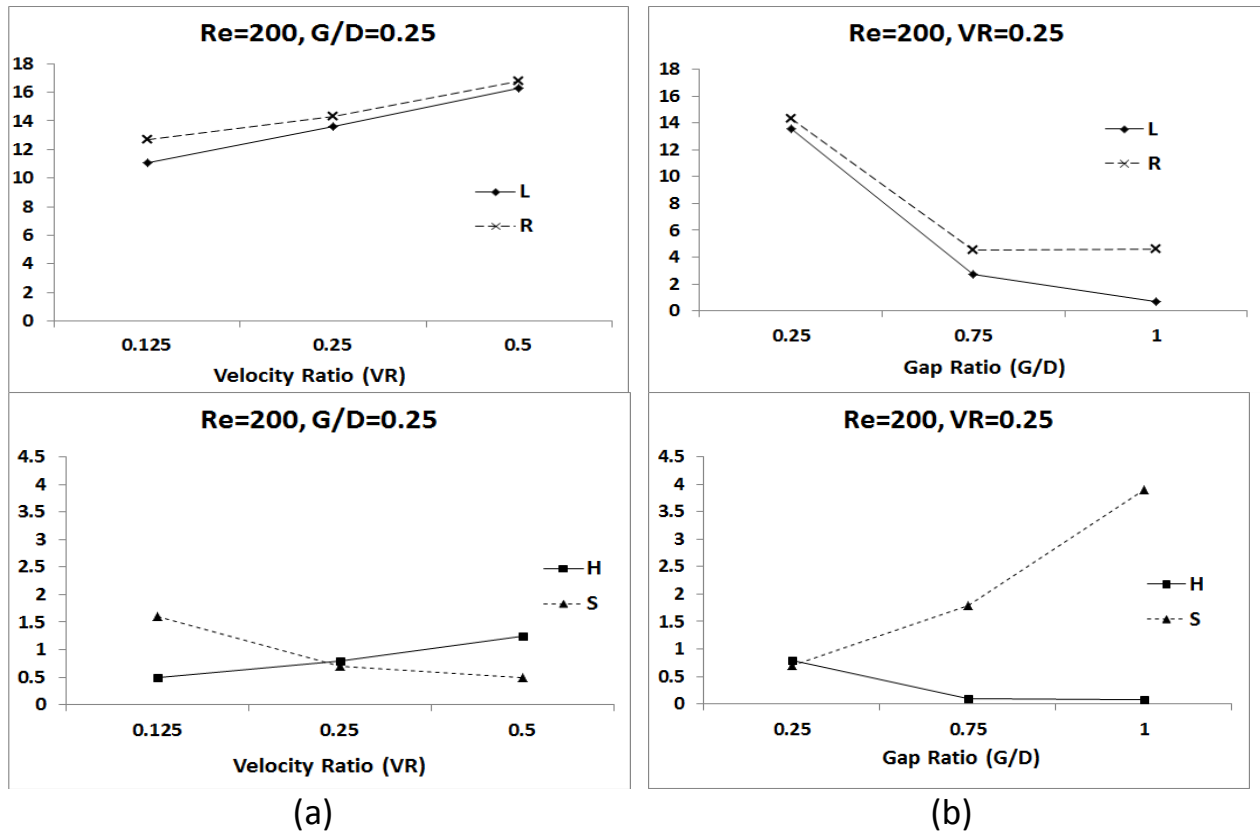 Re=200, G/D=0.25
18
16
14
12
10
8
6
4
2
0
L
R
0.125 0.25 0.5
Velocity Ratio (VR)
Re=200, VR=0.25
18
16
14
12
10
8
6
4
2
0
L
R
0.25 0.75 1
Gap Ratio (G/D)
Re=200, G/D=0.25
4.5
4
3.5
3
2.5
2
1.5
1
0.5
0
H
S
0.125 0.25 0.5
Velocity Ratio (VR)
Re=200, VR=0.25
4.5
4
3.5
3
2.5
2
1.5
1
0.5
0
H
S
0.25 0.75 1
Gap Ratio (G/D)
(a) (b)